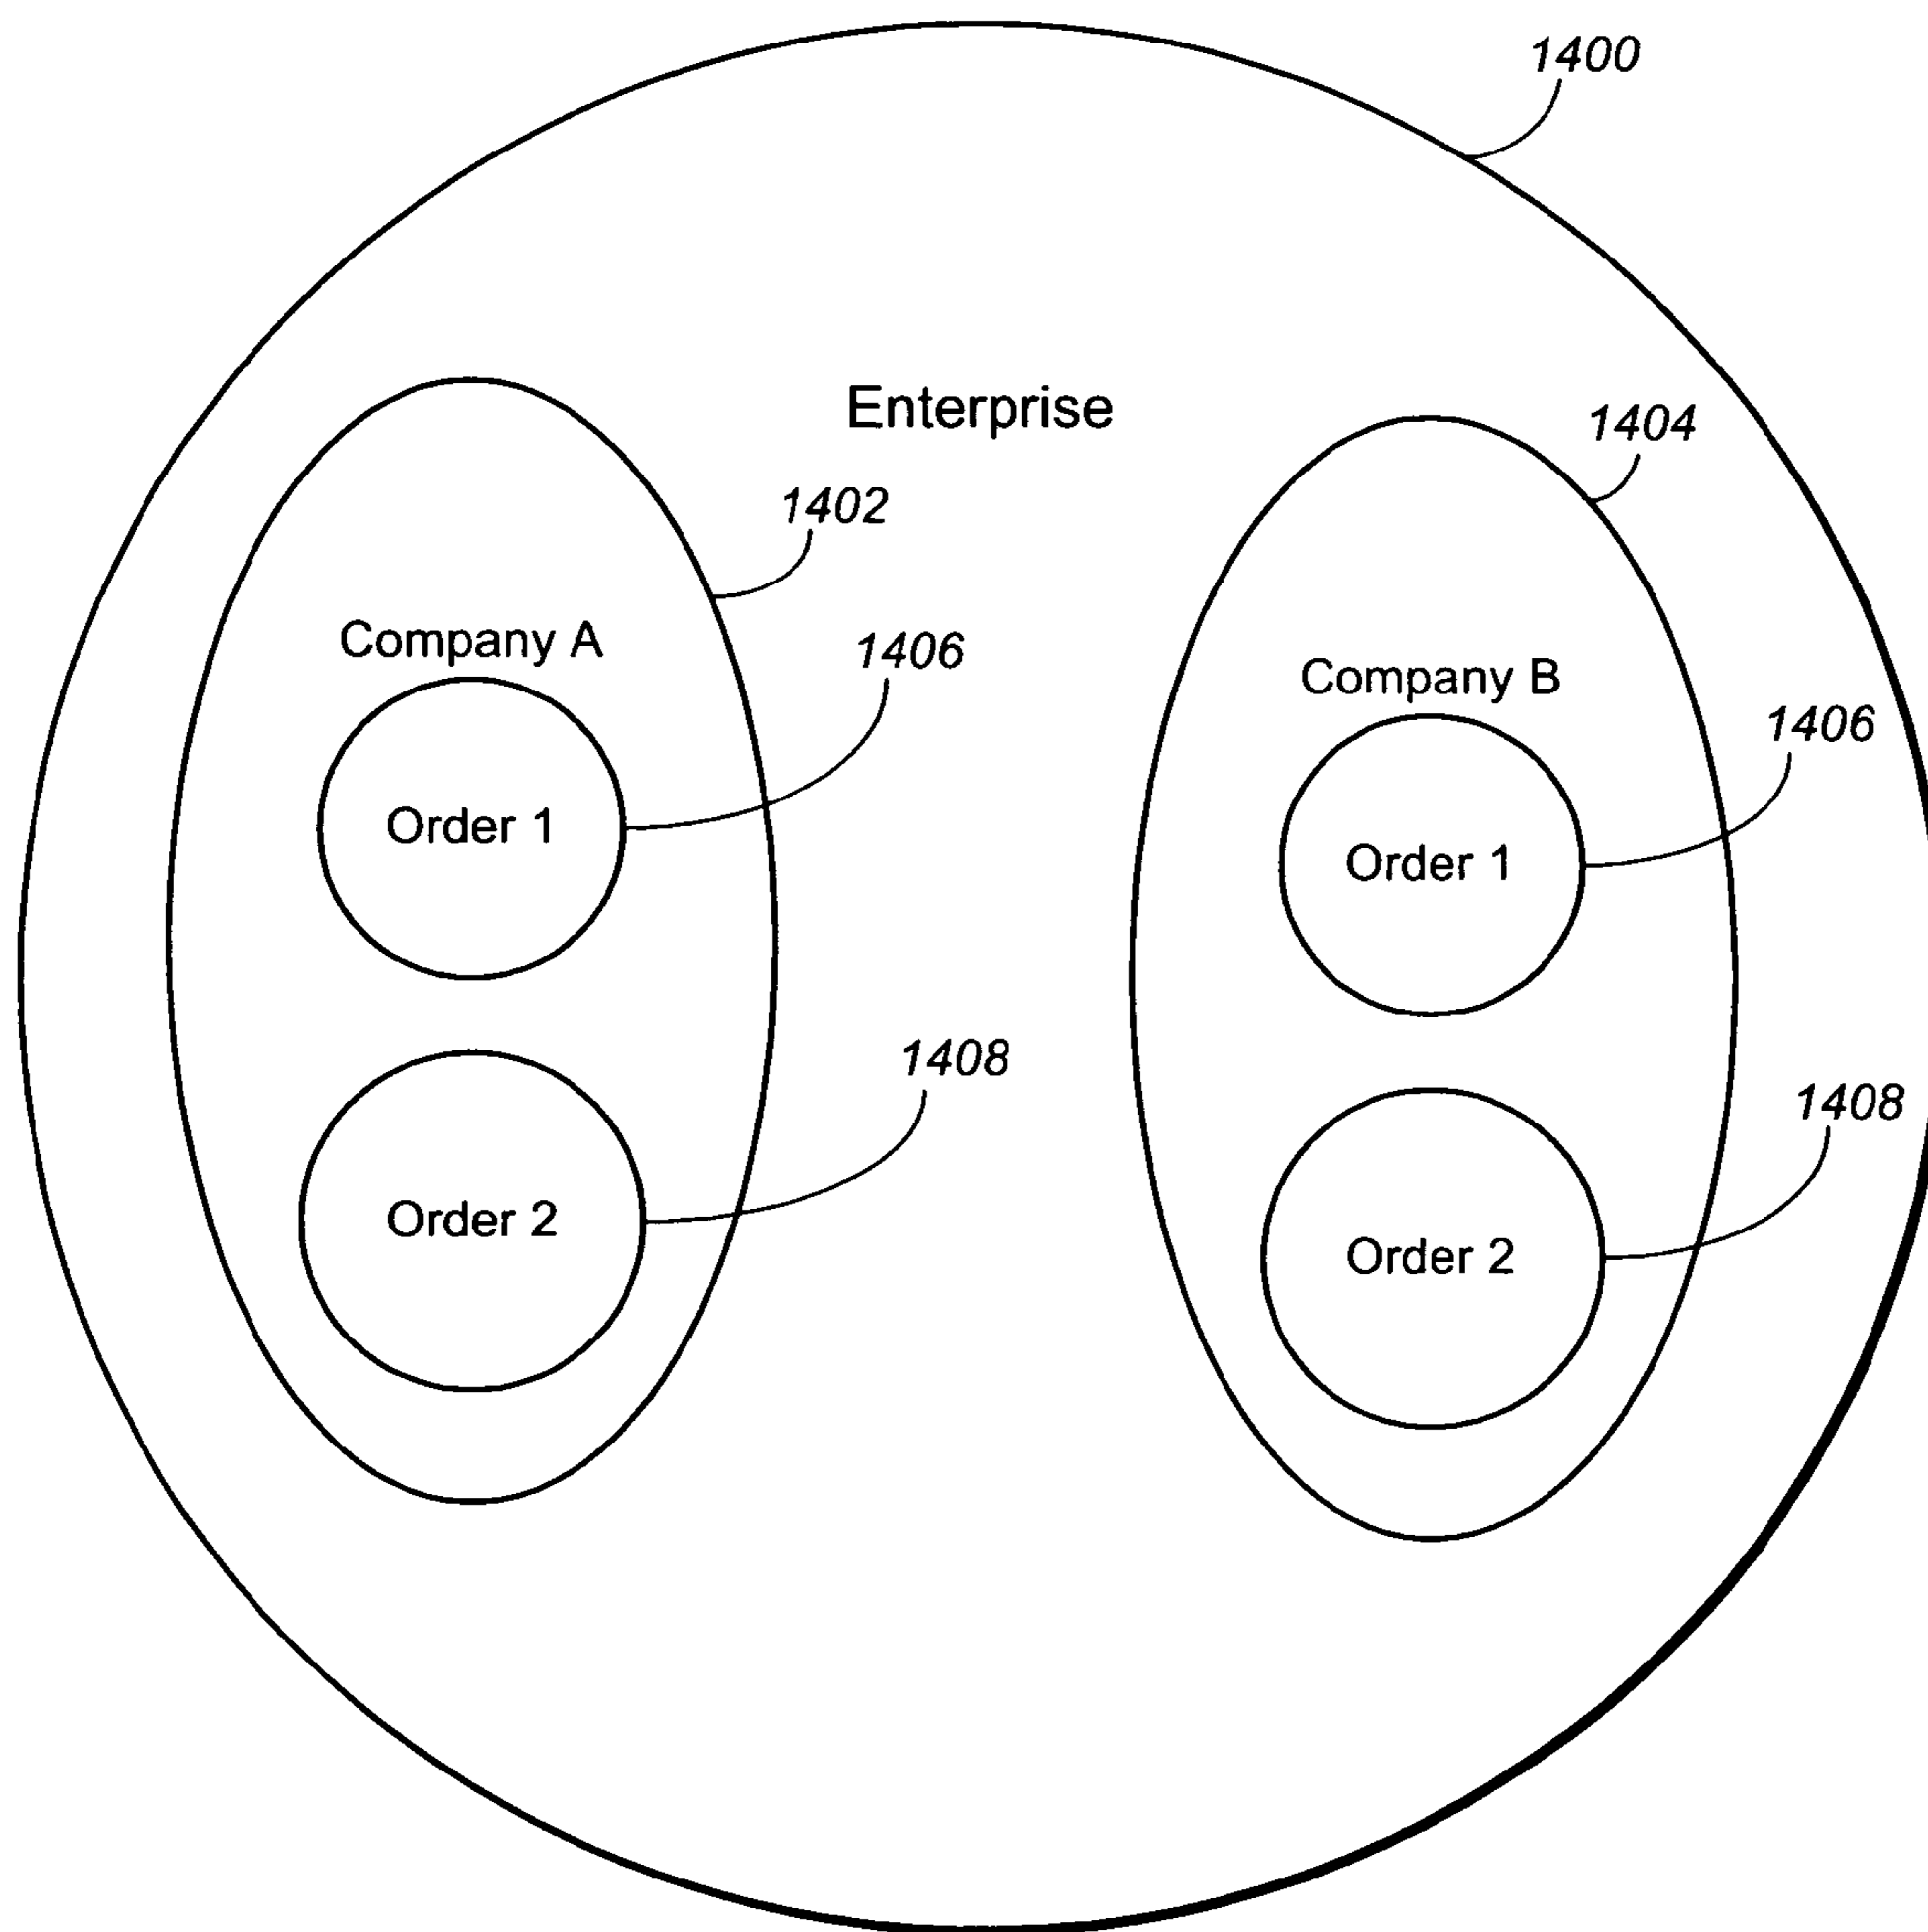 1400
Enterprise
1404
1402
Company A
1406
Company B
1406
Order 1
Order 1
1408
1408
Order 2
Order 2